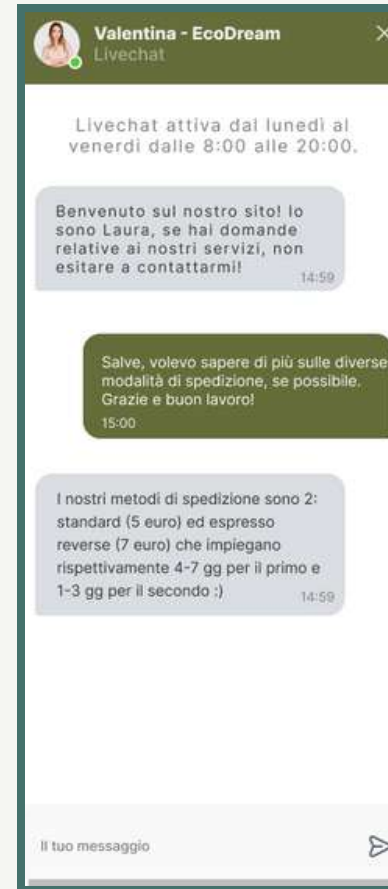 Valentina - EcoDream
Livechat
Livechat attiva dal lunedì al
venerdì dalle 8:00 alle 20:00.
Benvenuto sul nostro sito! Io
sono Laura, se hai domande
relative ai nostri servizi, non
esitare a contattarmi!
14:59
Salve, volevo sapere di più sulle diverse
modalità di spedizione, se possibile.
Grazie e buon lavoro!
15:00
I nostri metodi di spedizione sono 2:
standard (5 euro) ed espresso
reverse (7 euro) che impiegano
rispettivamente 4-7 gg per il primo e
1-3 gg per il secondo :)
14:59
Il tuo messaggio